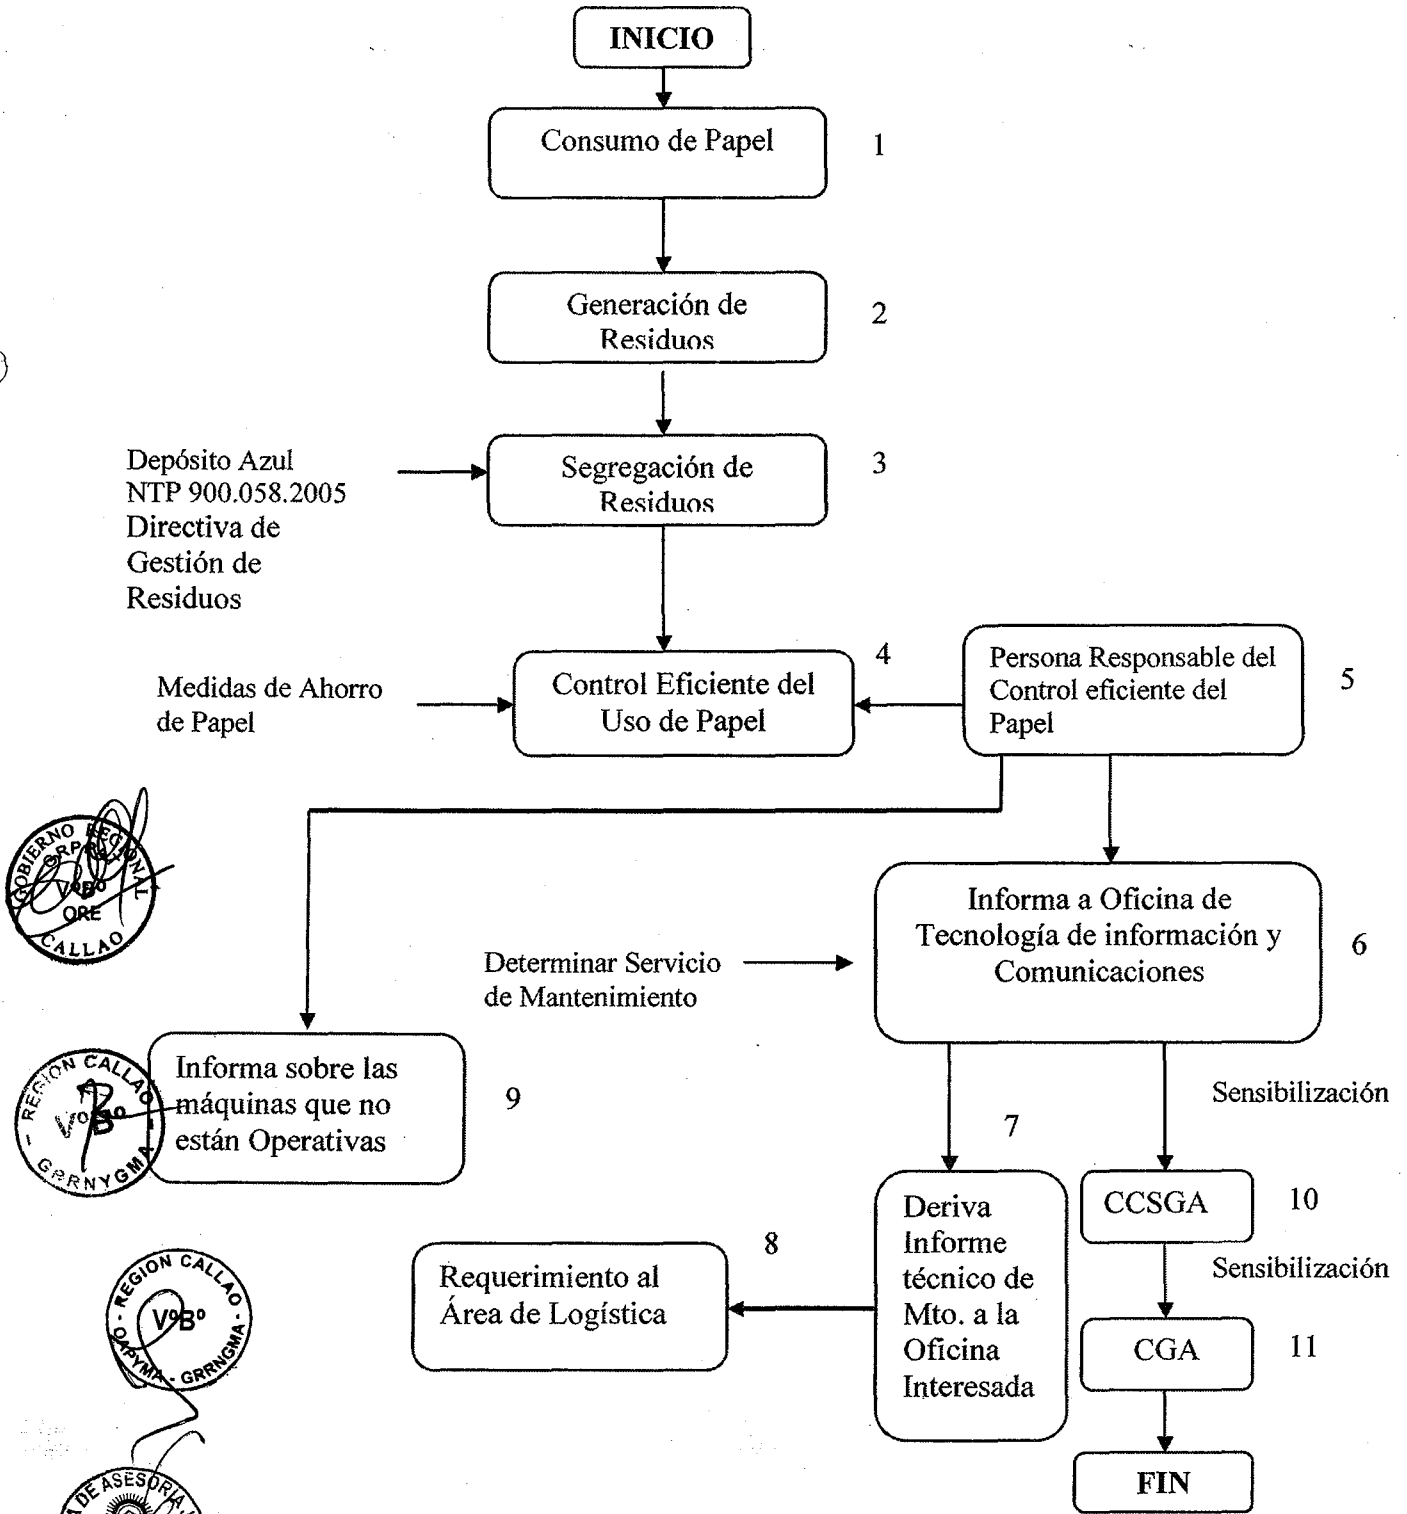 INICIO
Consumo de Papel
1
Generación de
Residuos
2
Depósito Azul
NTP 900.058.2005
Directiva de
Gestión de
Residuos
Segregación de
Residuos
3
Medidas de Ahorro
de Papel
Control Eficiente del
Uso de Papel
4
Persona Responsable del
Control eficiente del
Papel
5
GOBIERNO REGIONAL
VºBº
ORE
CALLAO
Determinar Servicio
de Mantenimiento
Informa a Oficina de
Tecnología de información y
Comunicaciones
6
REGION CALLAO
VºBº
GRRNYGMA
Informa sobre las
máquinas que no
están Operativas
9
7
Sensibilización
Deriva
Informe
técnico de
Mto. a la
Oficina
Interesada
CCSGA
10
Sensibilización
8
Requerimiento al
Área de Logística
REGION CALLAO
VºBº
OAPYMA - GRRNGMA
CGA
11
FIN
DE ASESORIA